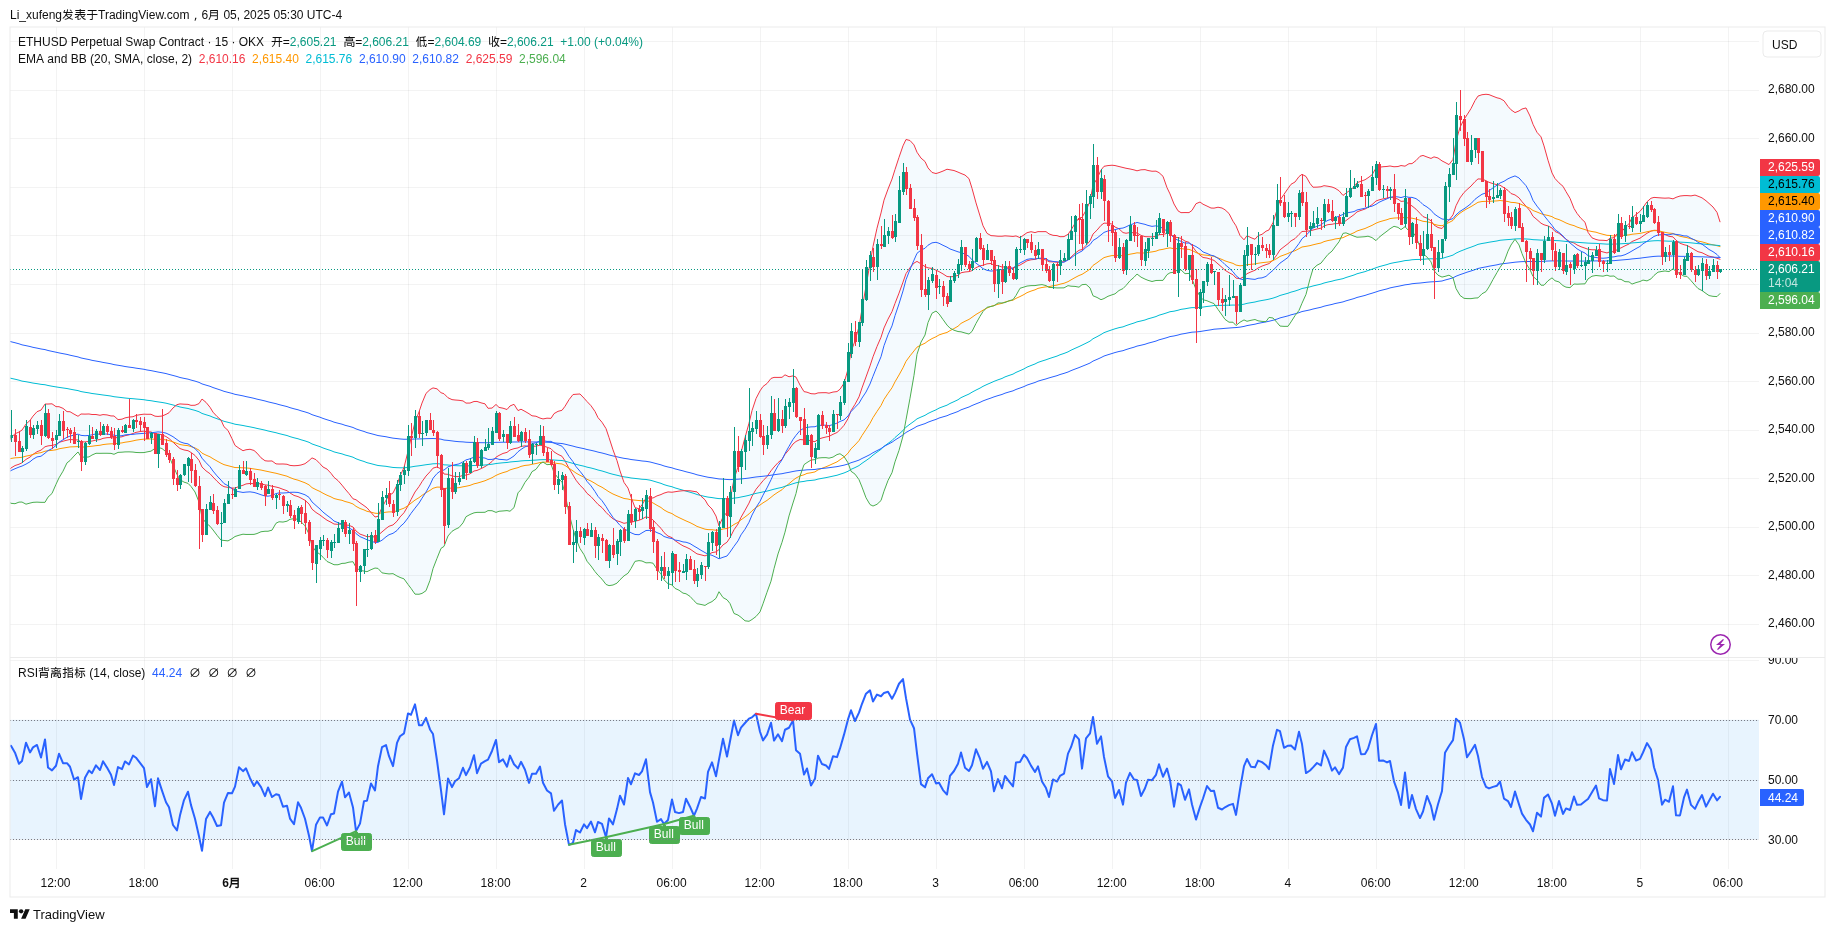 Li_xufeng发表于TradingView.com，6月 05, 2025 05:30 UTC-4
ETHUSD Perpetual Swap Contract · 15 · OKX 开=2,605.21 高=2,606.21 低=2,604.69 收=2,606.21 +1.00 (+0.04%)
EMA and BB (20, SMA, close, 2) 2,610.16 2,615.40 2,615.76 2,610.90 2,610.82 2,625.59 2,596.04
USD
2,680.00
2,660.00
2,625.59
2,615.76
2,615.40
2,610.90
2,610.82
2,610.16
2,606.21
14:04
2,596.04
2,580.00
2,560.00
2,540.00
2,520.00
2,500.00
2,480.00
2,460.00
RSI背离指标 (14, close) 44.24 ∅ ∅ ∅ ∅
90.00
Bear
70.00
50.00
44.24
Bull
Bull
Bull
Bull
30.00
12:00 18:00 6月 06:00 12:00 18:00 2 06:00 12:00 18:00 3 06:00 12:00 18:00 4 06:00 12:00 18:00 5 06:00
TradingView